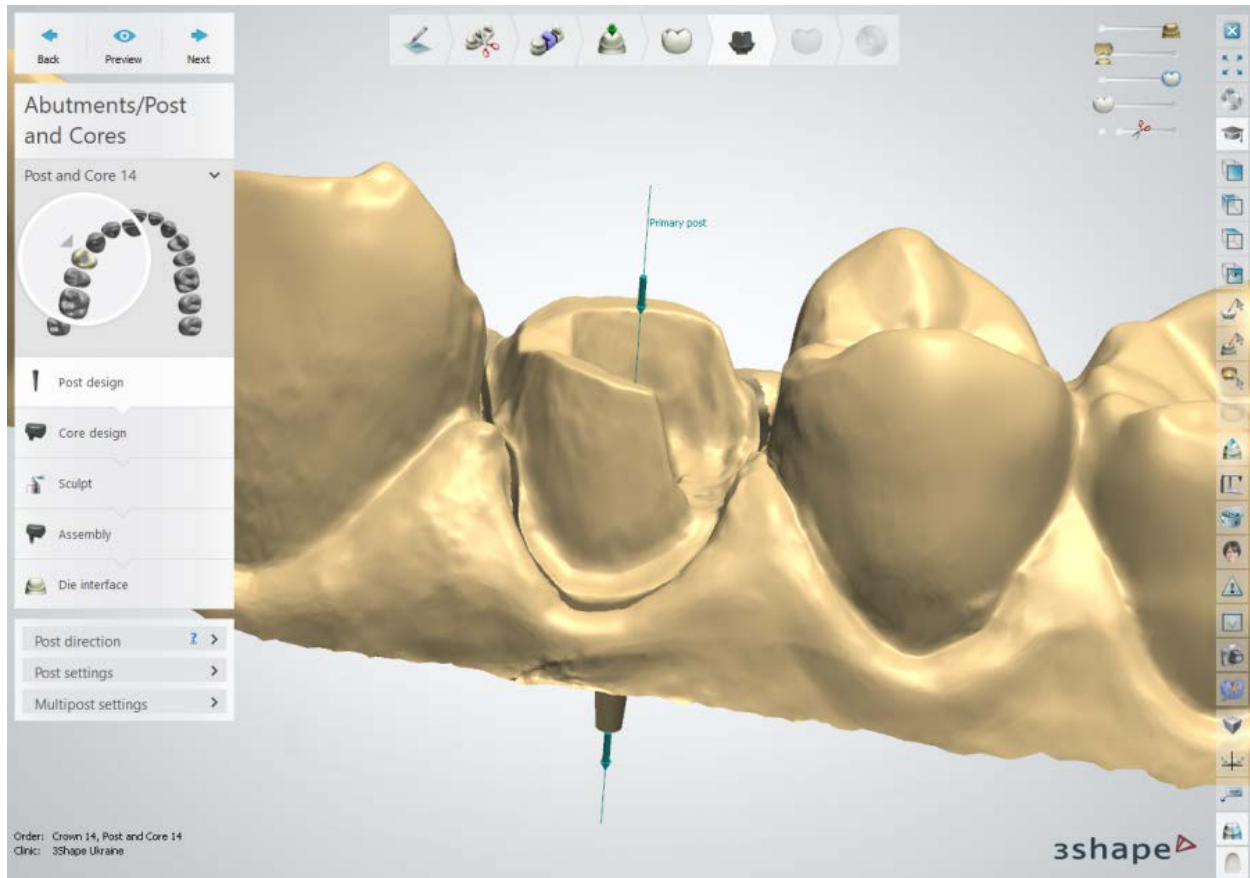 Back
Preview
Next
Abutments/Post
and Cores
Post and Core 14
Post design
Core design
Sculpt
Assembly
Die interface
Post direction ?
Post settings
Multipost settings
Primary post
Order: Crown 14, Post and Core 14
Clinic: 3Shape Ukraine
3shape